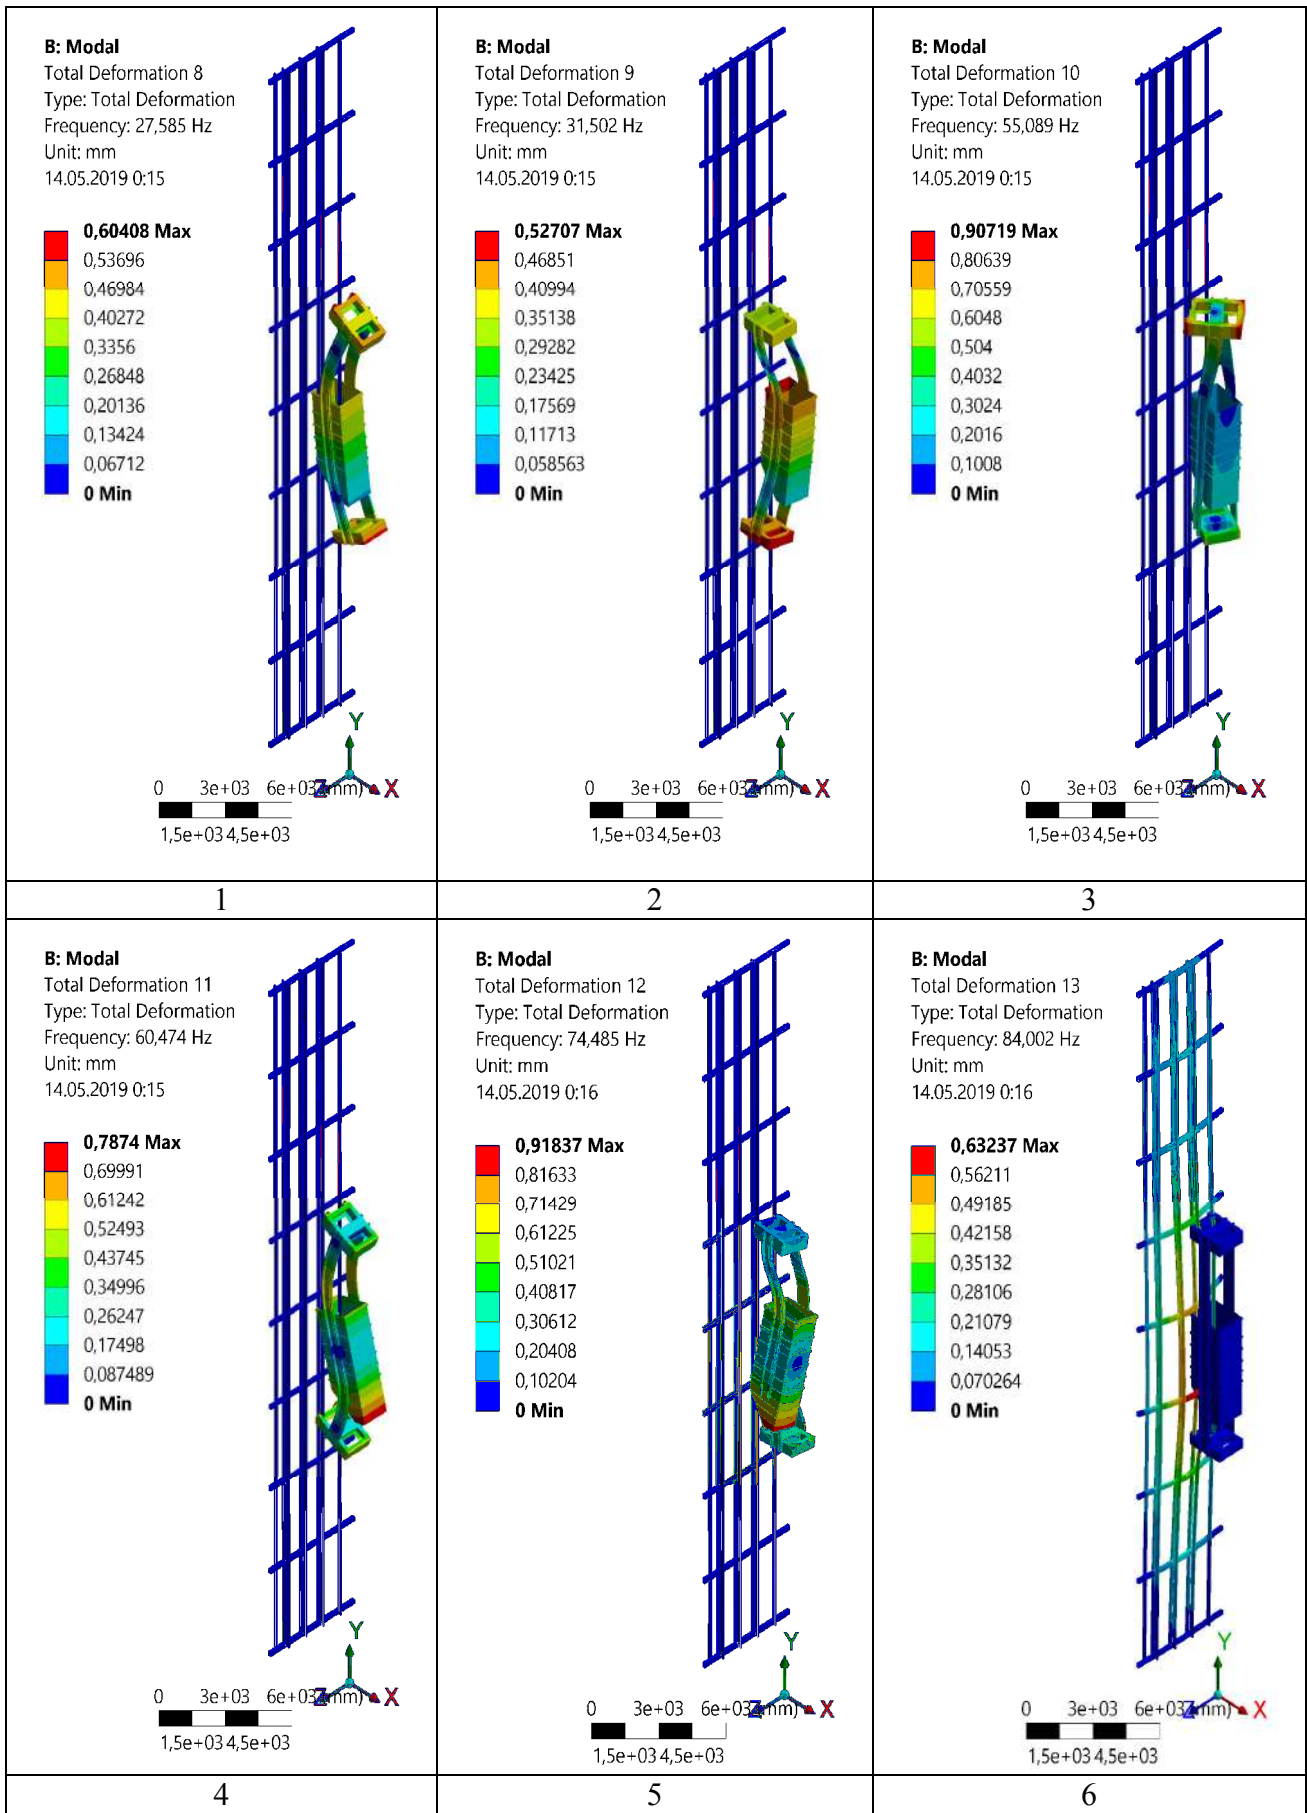 B: Modal
Total Deformation 8
Type: Total Deformation
Frequency: 27,585 Hz
Unit: mm
14.05.2019 0:15
0,60408 Max
0,53696
0,46984
0,40272
0,3356
0,26848
0,20136
0,13424
0,06712
0 Min
Y
Z
X
0 3e+03 6e+03 (mm)
1,5e+03 4,5e+03
1
B: Modal
Total Deformation 9
Type: Total Deformation
Frequency: 31,502 Hz
Unit: mm
14.05.2019 0:15
0,52707 Max
0,46851
0,40994
0,35138
0,29282
0,23425
0,17569
0,11713
0,058563
0 Min
Y
Z
X
0 3e+03 6e+03 (mm)
1,5e+03 4,5e+03
2
B: Modal
Total Deformation 10
Type: Total Deformation
Frequency: 55,089 Hz
Unit: mm
14.05.2019 0:15
0,90719 Max
0,80639
0,70559
0,6048
0,504
0,4032
0,3024
0,2016
0,1008
0 Min
Y
Z
X
0 3e+03 6e+03 (mm)
1,5e+03 4,5e+03
3
B: Modal
Total Deformation 11
Type: Total Deformation
Frequency: 60,474 Hz
Unit: mm
14.05.2019 0:15
0,7874 Max
0,69991
0,61242
0,52493
0,43745
0,34996
0,26247
0,17498
0,087489
0 Min
Y
Z
X
0 3e+03 6e+03 (mm)
1,5e+03 4,5e+03
4
B: Modal
Total Deformation 12
Type: Total Deformation
Frequency: 74,485 Hz
Unit: mm
14.05.2019 0:16
0,91837 Max
0,81633
0,71429
0,61225
0,51021
0,40817
0,30612
0,20408
0,10204
0 Min
Y
Z
X
0 3e+03 6e+03 (mm)
1,5e+03 4,5e+03
5
B: Modal
Total Deformation 13
Type: Total Deformation
Frequency: 84,002 Hz
Unit: mm
14.05.2019 0:16
0,63237 Max
0,56211
0,49185
0,42158
0,35132
0,28106
0,21079
0,14053
0,070264
0 Min
Y
Z
X
0 3e+03 6e+03 (mm)
1,5e+03 4,5e+03
6